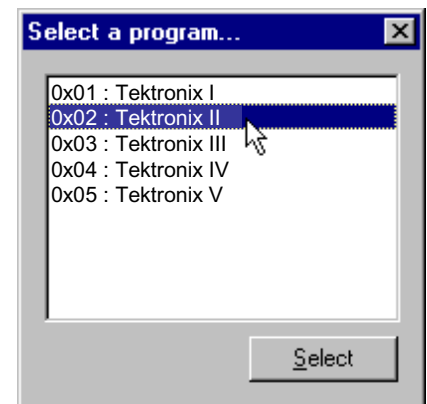 Select a program...
0x01 : Tektronix I
0x02 : Tektronix II
0x03 : Tektronix III
0x04 : Tektronix IV
0x05 : Tektronix V
Select